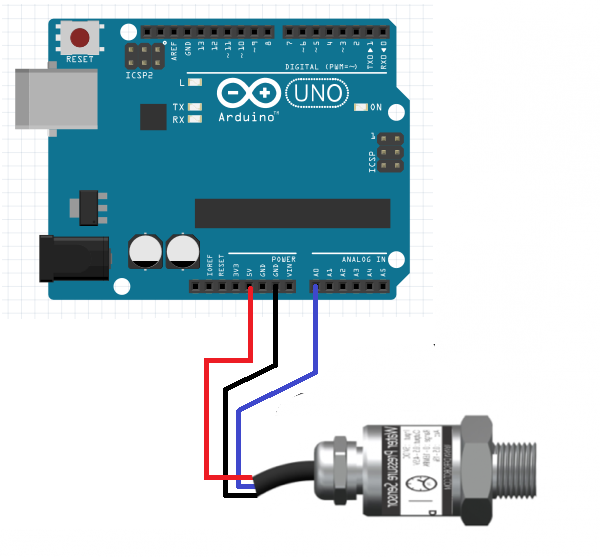 RESET
ICSP2
AREF
GND
13
12
~11
~10
~9
8
7
~6
~5
4
~3
2
TX0▶1
RX0◀0
DIGITAL (PWM=~)
L
TX
RX
UNO
Arduino™
ON
1
ICSP
POWER
ANALOG IN
IOREF
RESET
3V3
5V
GND
GND
VIN
A0
A1
A2
A3
A4
A5
Water Pressure Sensor